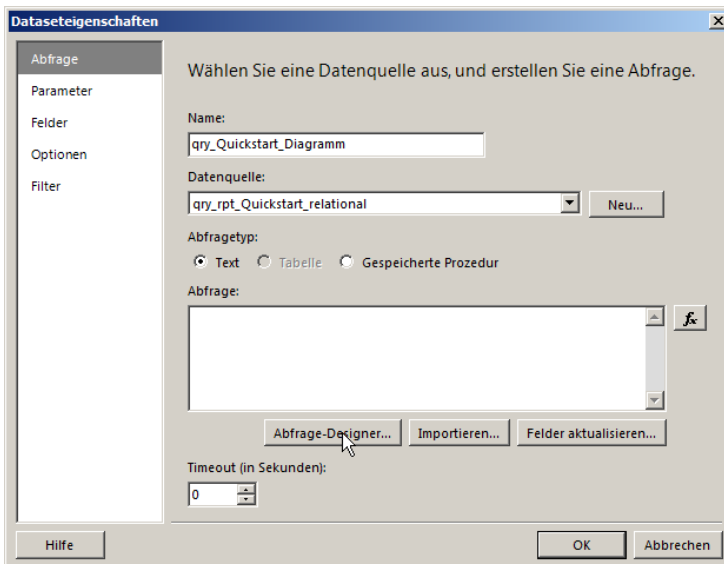 Dataseteigenschaften
Abfrage
Parameter
Felder
Optionen
Filter
Wählen Sie eine Datenquelle aus, und erstellen Sie eine Abfrage.
Name:
qry_Quickstart_Diagramm
Datenquelle:
qry_rpt_Quickstart_relational
Neu...
Abfragetyp:
Text Tabelle Gespeicherte Prozedur
Abfrage:
fx
Abfrage-Designer... Importieren... Felder aktualisieren...
Timeout (in Sekunden):
0
Hilfe OK Abbrechen